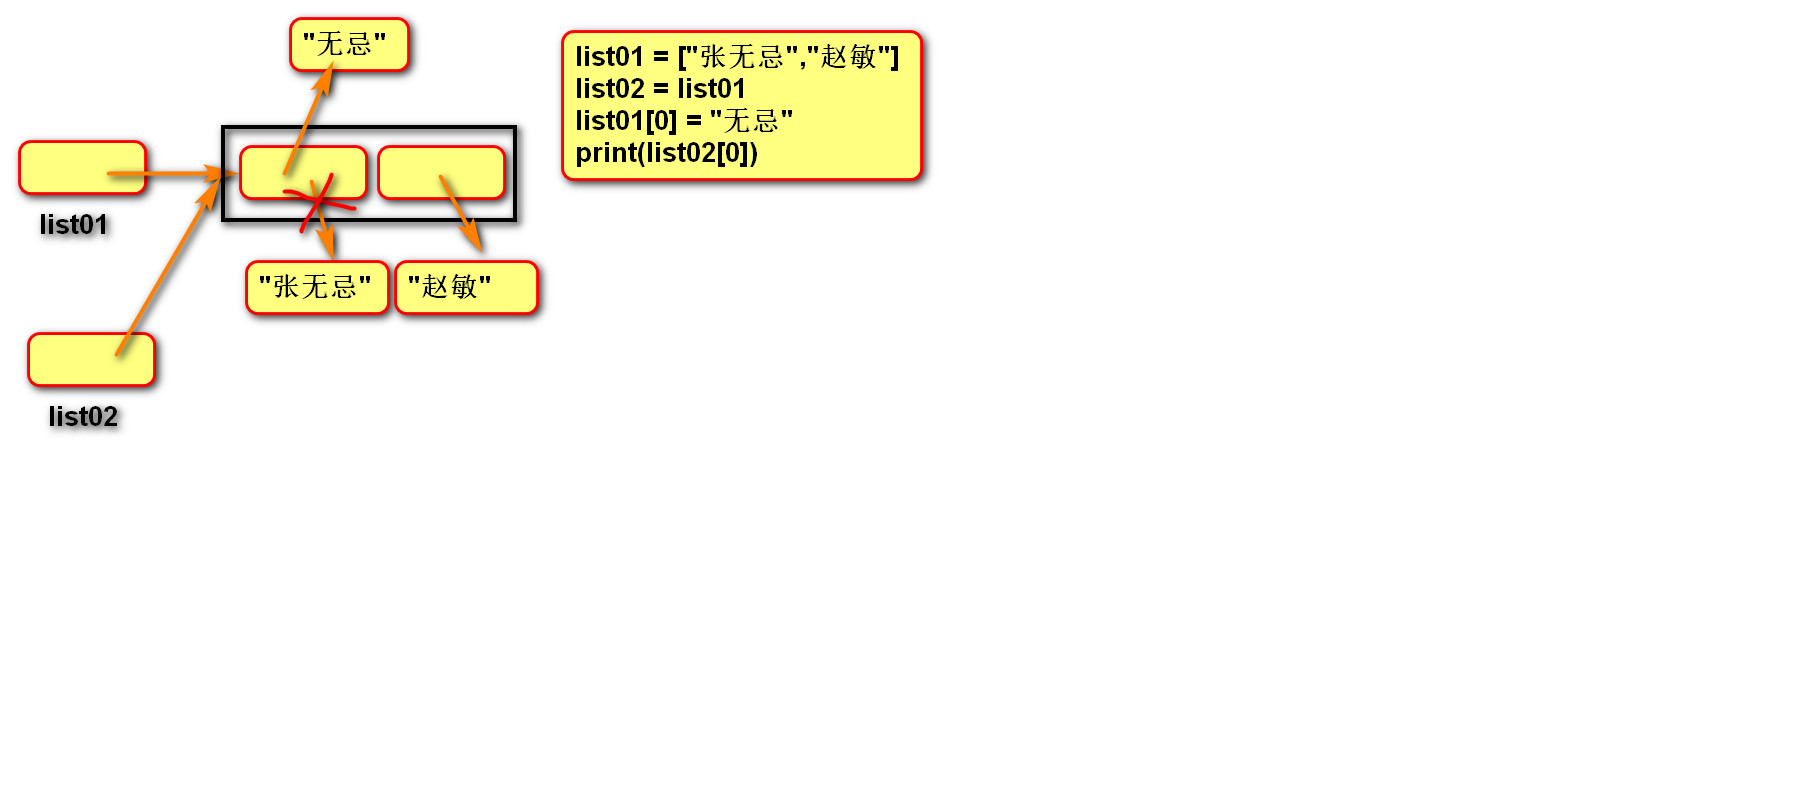 "无忌"
list01
"张无忌"
"赵敏"
list02
list01 = ["张无忌","赵敏"]
list02 = list01
list01[0] = "无忌"
print(list02[0])